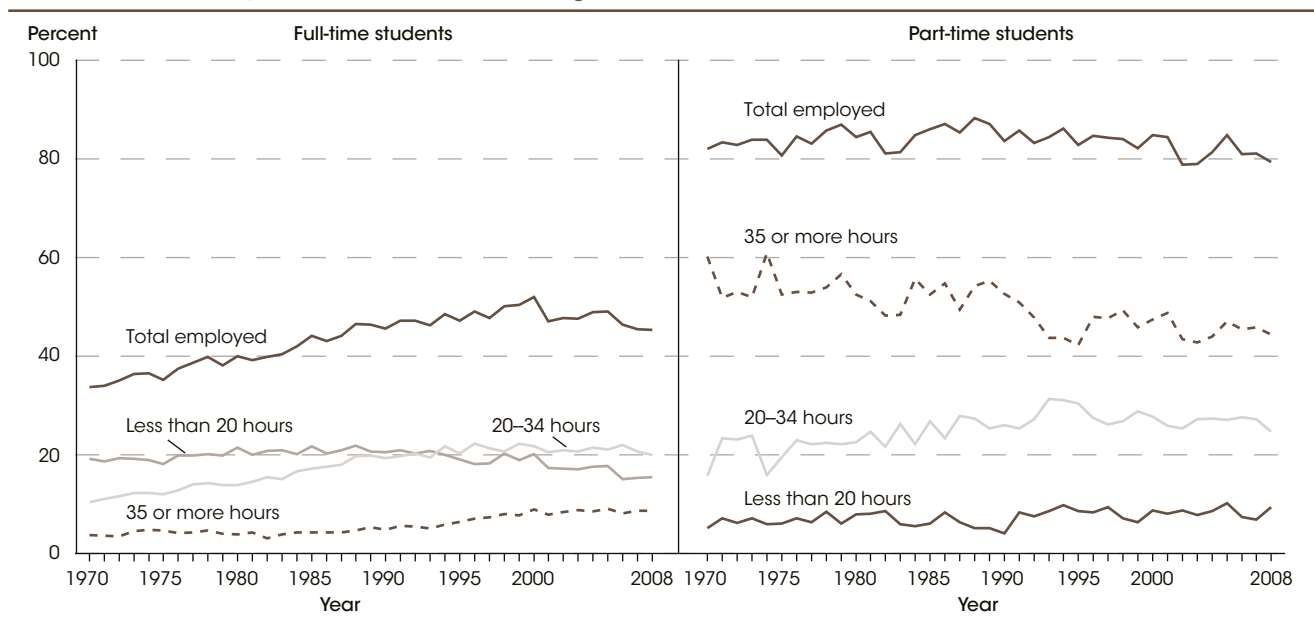 Percent
Full-time students
Part-time students
100
80
60
40
20
0
Total employed
Less than 20 hours
20–34 hours
35 or more hours
1970 1975 1980 1985 1990 1995 2000 2008
Year
Total employed
35 or more hours
20–34 hours
Less than 20 hours
1970 1975 1980 1985 1990 1995 2000 2008
Year